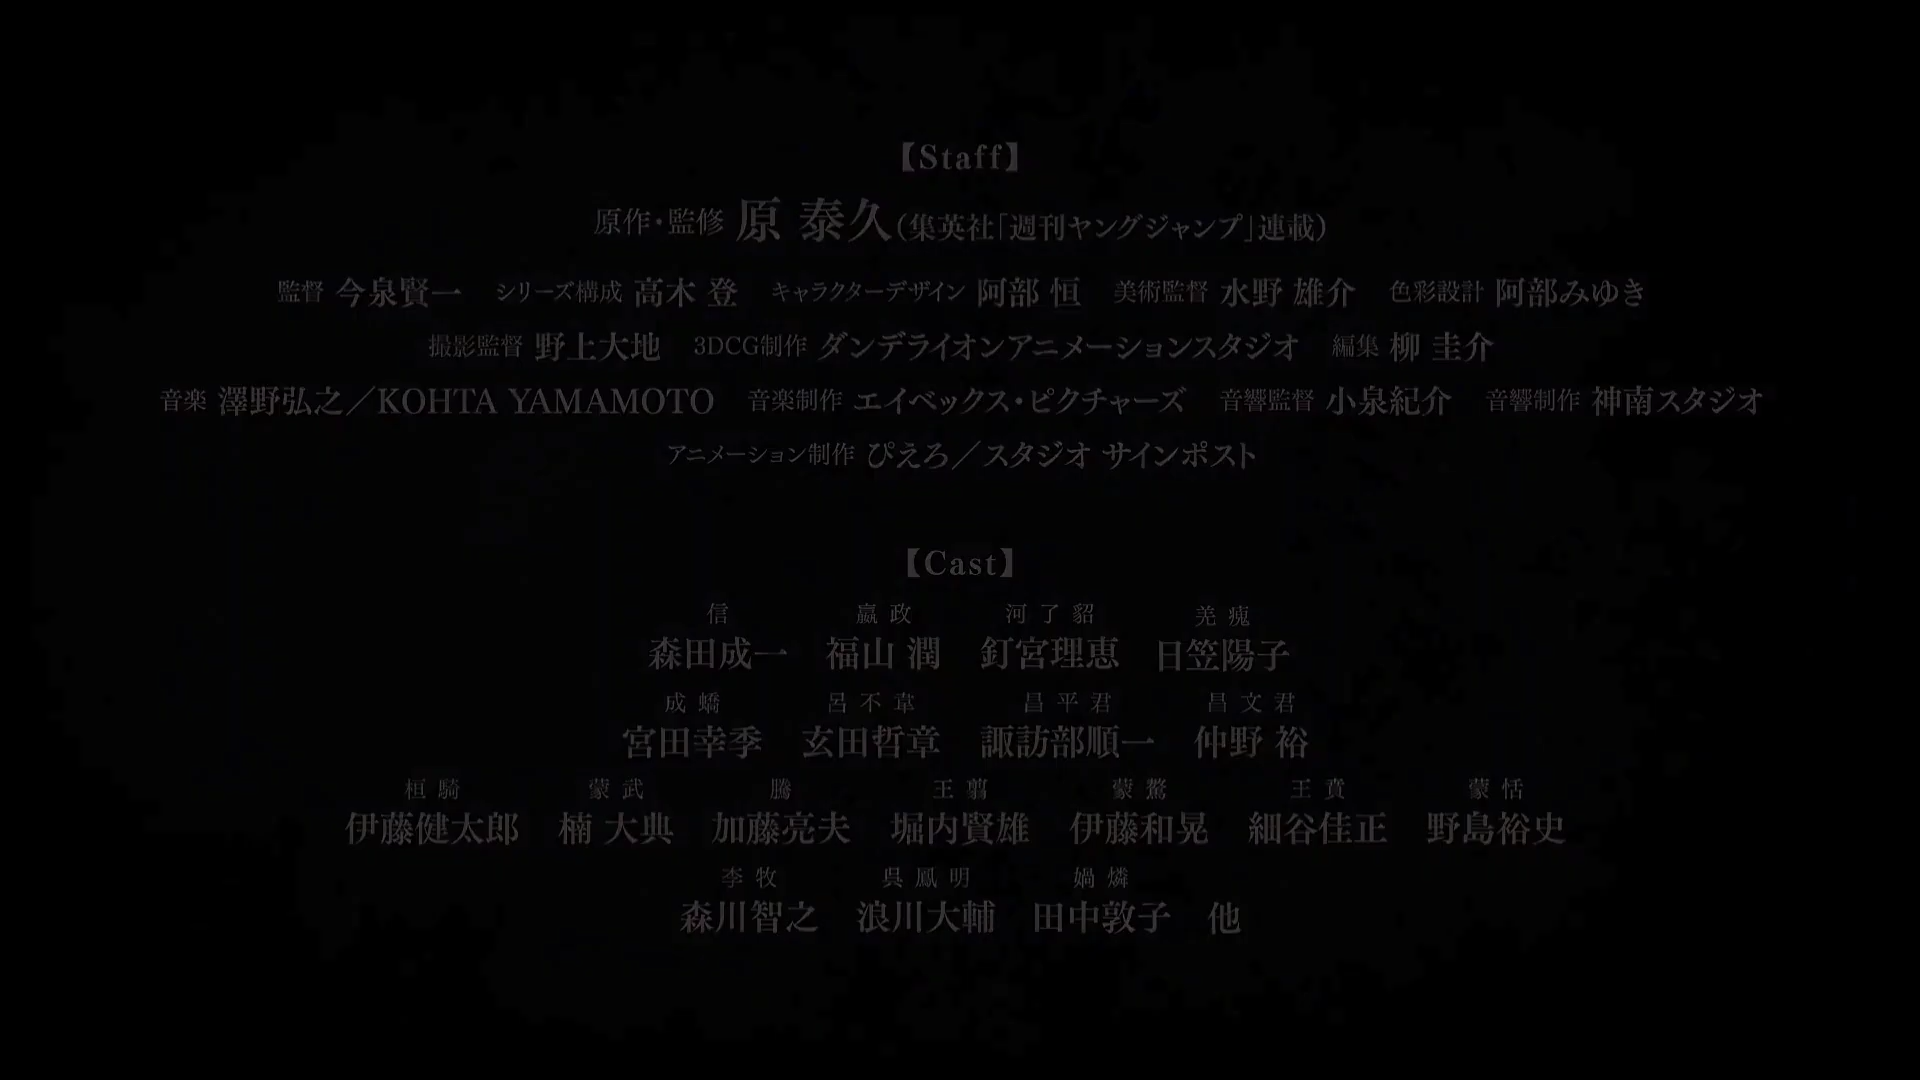 【Staff】
原作・監修 原 泰久(集英社「週刊ヤングジャンプ」連載)
監督 今泉賢一 シリーズ構成 高木 登 キャラクターデザイン 阿部 恒 美術監督 水野 雄介 色彩設計 阿部みゆき
撮影監督 野上大地 3DCG制作 ダンデライオンアニメーションスタジオ 編集 柳 圭介
音楽 澤野弘之／KOHTA YAMAMOTO 音楽制作 エイベックス・ピクチャーズ 音響監督 小泉紀介 音響制作 神南スタジオ
アニメーション制作 ぴえろ／スタジオ サインポスト
【Cast】
信 嬴政 河了貂 羌瘣
森田成一 福山 潤 釘宮理恵 日笠陽子
成蟜 呂不韋 昌平君 昌文君
宮田幸季 玄田哲章 諏訪部順一 仲野 裕
桓騎 蒙武 騰 王翦 蒙驁 王賁 蒙恬
伊藤健太郎 楠 大典 加藤亮夫 堀内賢雄 伊藤和晃 細谷佳正 野島裕史
李牧 呉鳳明 媧燐
森川智之 浪川大輔 田中敦子 他